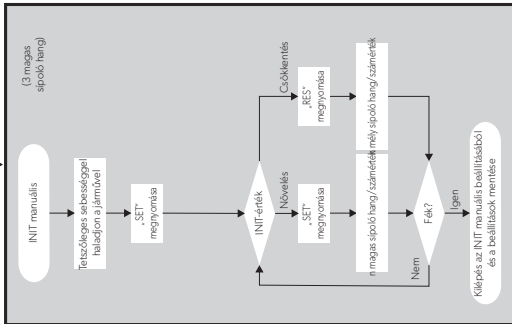 INIT manuális
(3 magas
sípoló hang)
Tetszőleges sebességgel
haladjon a járművel
„SET”
megnyomása
INIT-érték
Növelés
Csökkentés
„SET”
megnyomása
„RES”
megnyomása
n magas sípoló hang/számérték
mély sípoló hang/számérték
Fék?
Nem
Igen
Kilépés az INIT manuális beállításából
és a beállítások mentése